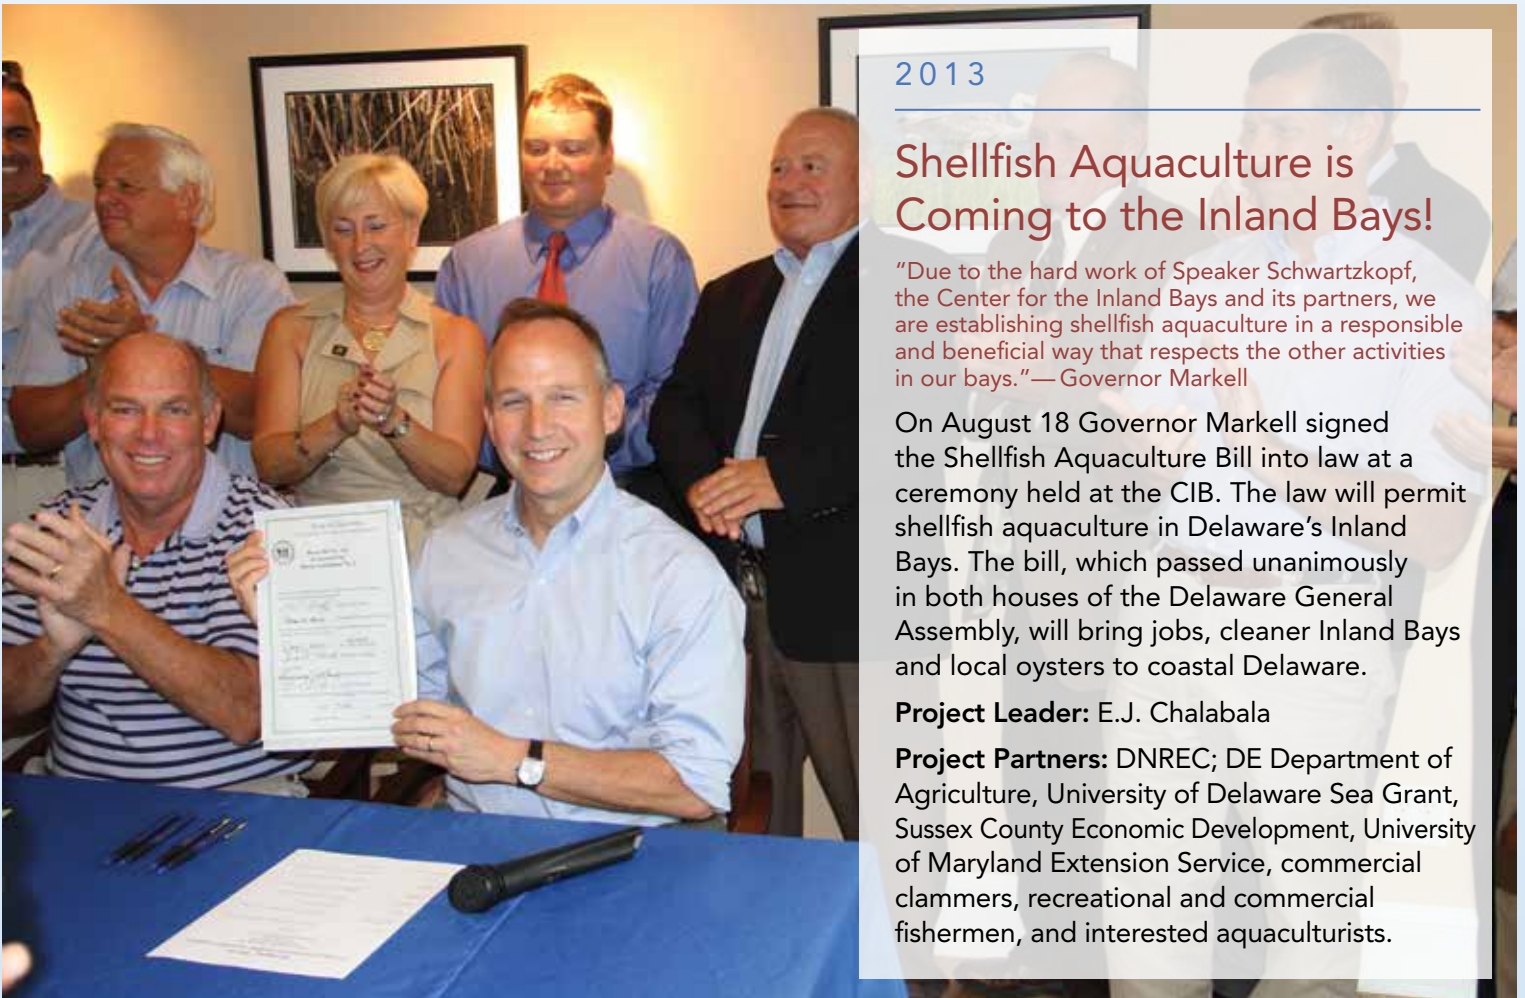 2013
Shellfish Aquaculture is
Coming to the Inland Bays!
“Due to the hard work of Speaker Schwartzkopf,
the Center for the Inland Bays and its partners, we
are establishing shellfish aquaculture in a responsible
and beneficial way that respects the other activities
in our bays.”— Governor Markell
On August 18 Governor Markell signed
the Shellfish Aquaculture Bill into law at a
ceremony held at the CIB. The law will permit
shellfish aquaculture in Delaware’s Inland
Bays. The bill, which passed unanimously
in both houses of the Delaware General
Assembly, will bring jobs, cleaner Inland Bays
and local oysters to coastal Delaware.
Project Leader: E.J. Chalabala
Project Partners: DNREC; DE Department of
Agriculture, University of Delaware Sea Grant,
Sussex County Economic Development, University
of Maryland Extension Service, commercial
clammers, recreational and commercial
fishermen, and interested aquaculturists.